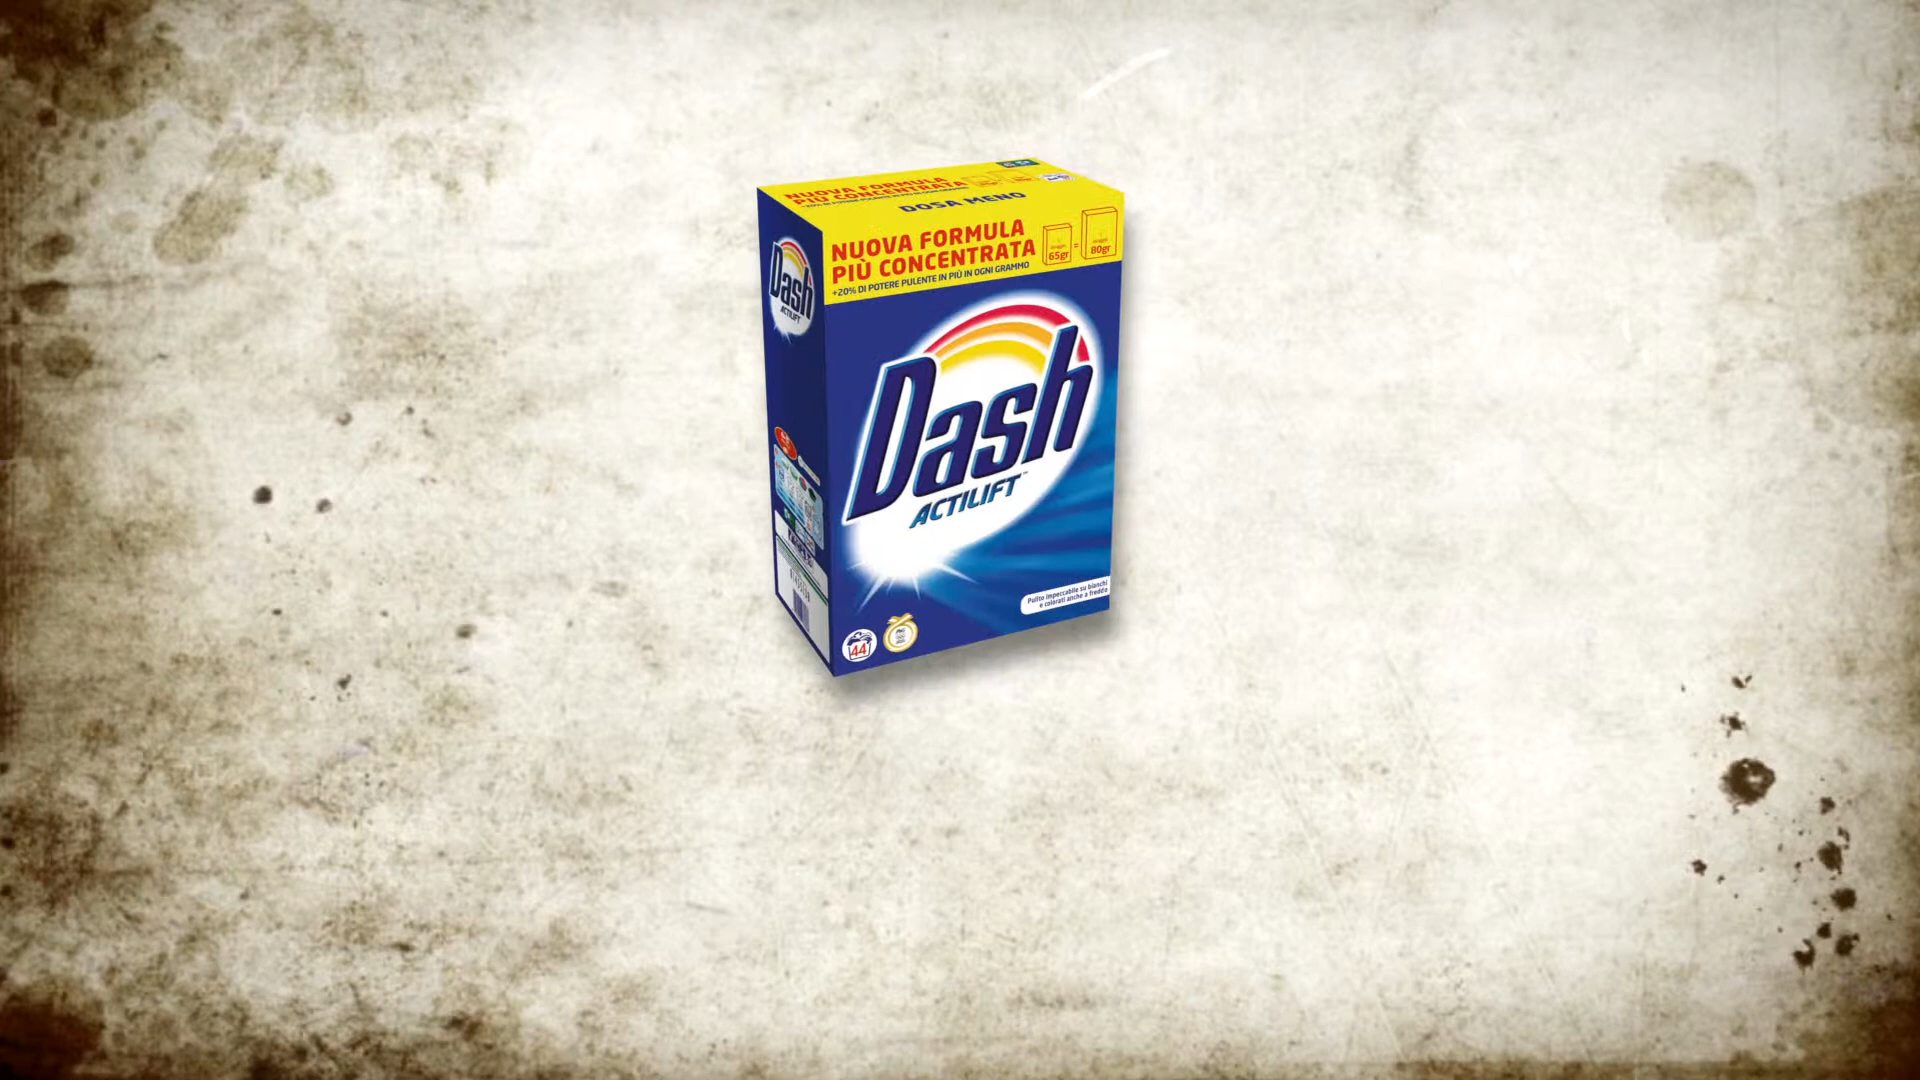 NUOVA FORMULA
PIÙ CONCENTRATA
DOSA MENO
NUOVA FORMULA
PIÙ CONCENTRATA
+20% DI POTERE PULENTE IN PIÙ IN OGNI GRAMMO
65gr = 80gr
Dash
ACTILIFT
Dash
ACTILIFT™
Pulito impeccabile su bianchi
e colorati anche a freddo
44